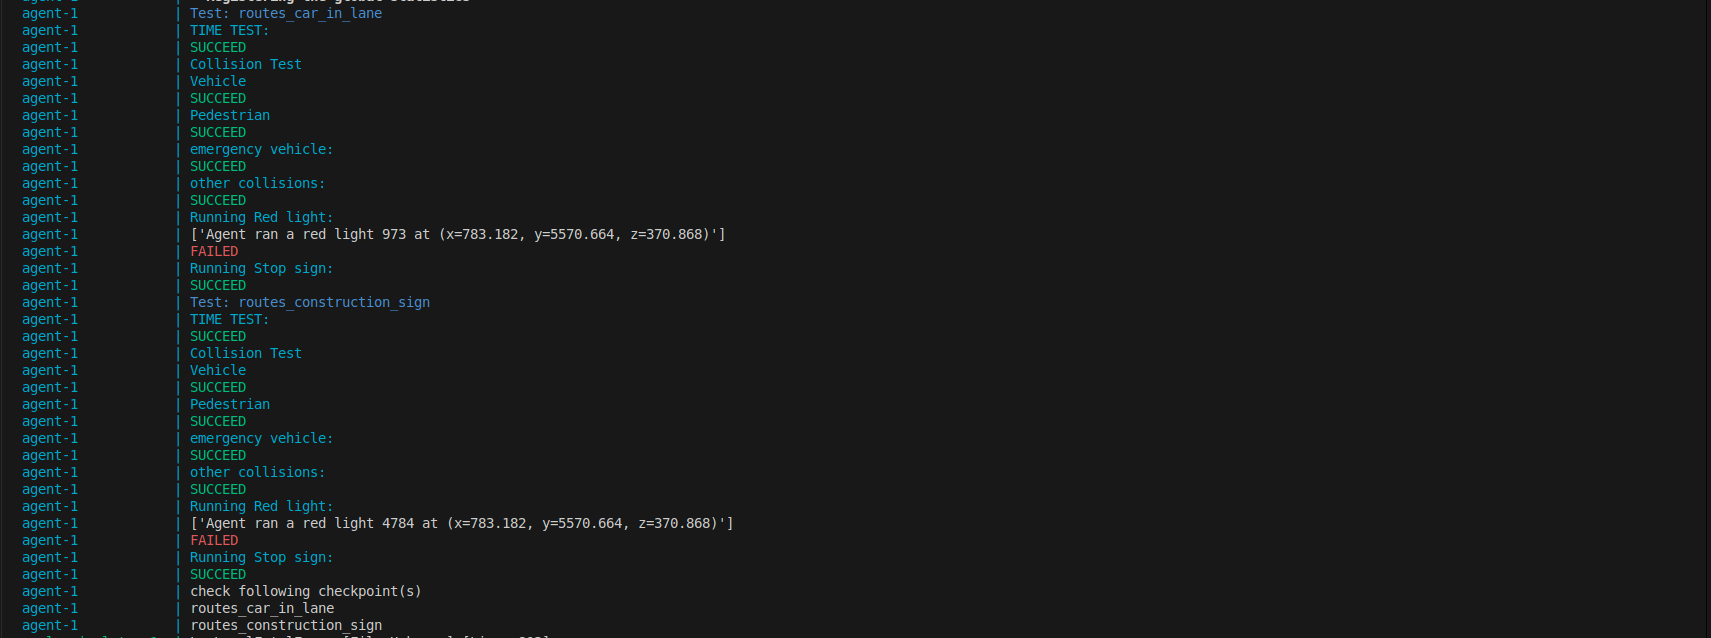 agent-1 | Test: routes_car_in_lane
agent-1 | TIME TEST:
agent-1 | SUCCEED
agent-1 | Collision Test
agent-1 | Vehicle
agent-1 | SUCCEED
agent-1 | Pedestrian
agent-1 | SUCCEED
agent-1 | emergency vehicle:
agent-1 | SUCCEED
agent-1 | other collisions:
agent-1 | SUCCEED
agent-1 | Running Red light:
agent-1 | ['Agent ran a red light 973 at (x=783.182, y=5570.664, z=370.868)']
agent-1 | FAILED
agent-1 | Running Stop sign:
agent-1 | SUCCEED
agent-1 | Test: routes_construction_sign
agent-1 | TIME TEST:
agent-1 | SUCCEED
agent-1 | Collision Test
agent-1 | Vehicle
agent-1 | SUCCEED
agent-1 | Pedestrian
agent-1 | SUCCEED
agent-1 | emergency vehicle:
agent-1 | SUCCEED
agent-1 | other collisions:
agent-1 | SUCCEED
agent-1 | Running Red light:
agent-1 | ['Agent ran a red light 4784 at (x=783.182, y=5570.664, z=370.868)']
agent-1 | FAILED
agent-1 | Running Stop sign:
agent-1 | SUCCEED
agent-1 | check following checkpoint(s)
agent-1 | routes_car_in_lane
agent-1 | routes_construction_sign